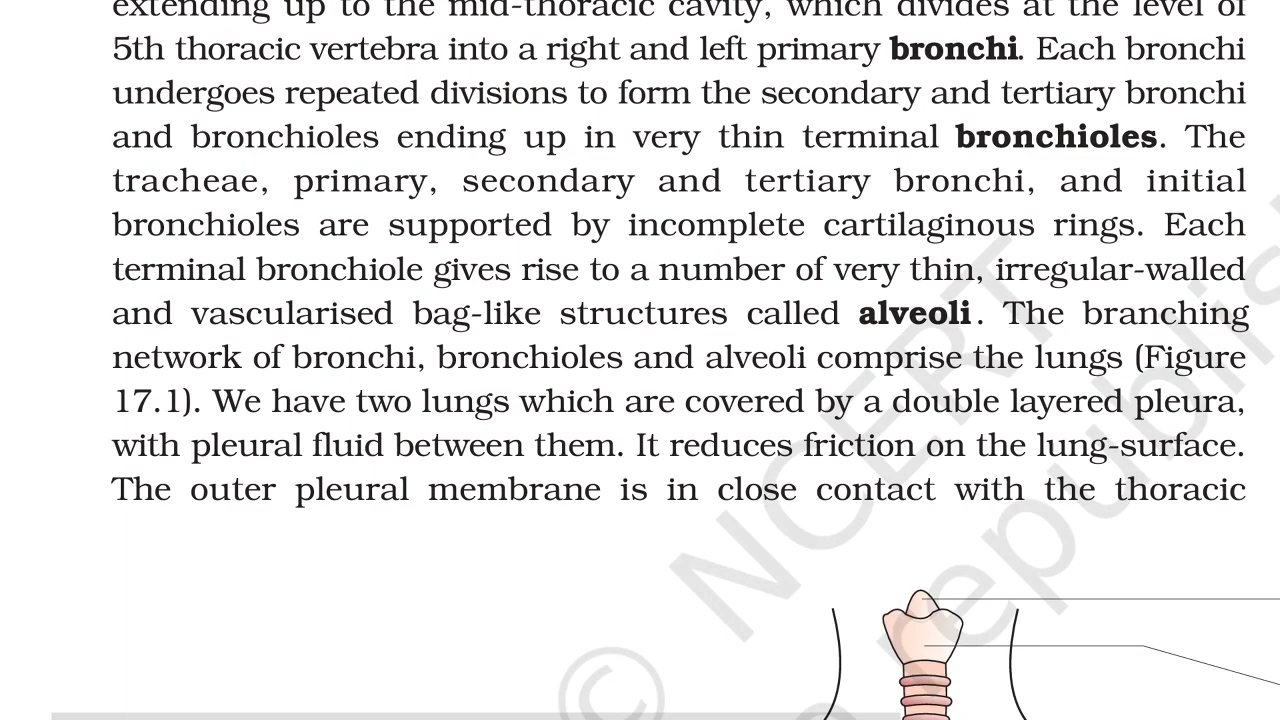 extending up to the mid-thoracic cavity, which divides at the level of
5th thoracic vertebra into a right and left primary bronchi. Each bronchi
undergoes repeated divisions to form the secondary and tertiary bronchi
and bronchioles ending up in very thin terminal bronchioles. The
tracheae, primary, secondary and tertiary bronchi, and initial
bronchioles are supported by incomplete cartilaginous rings. Each
terminal bronchiole gives rise to a number of very thin, irregular-walled
and vascularised bag-like structures called alveoli. The branching
network of bronchi, bronchioles and alveoli comprise the lungs (Figure
17.1). We have two lungs which are covered by a double layered pleura,
with pleural fluid between them. It reduces friction on the lung-surface.
The outer pleural membrane is in close contact with the thoracic
© NCERT
republis